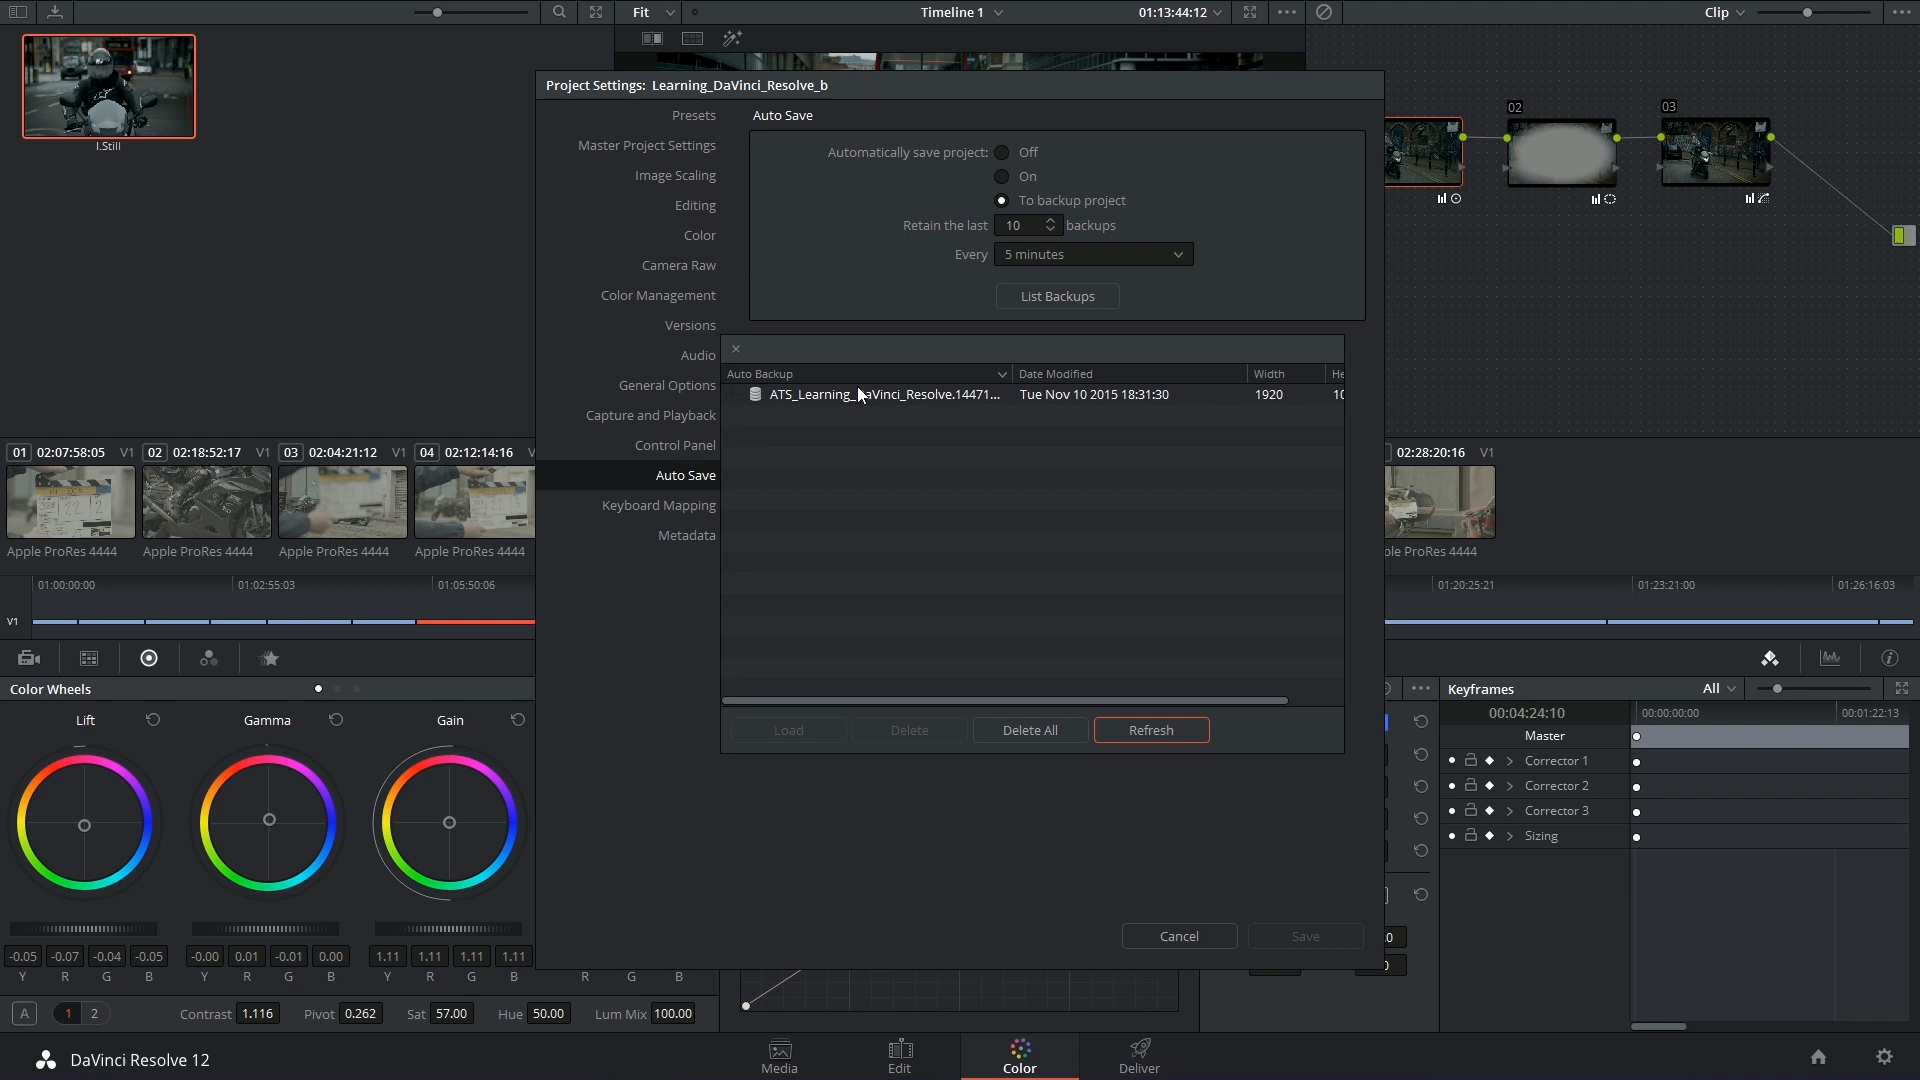 Fit
Timeline 1
01:13:44:12
Clip
Project Settings: Learning_DaVinci_Resolve_b
I.Still
Presets
Master Project Settings
Image Scaling
Editing
Color
Camera Raw
Color Management
Versions
Audio
General Options
Capture and Playback
Control Panel
Auto Save
Keyboard Mapping
Metadata
Auto Save
Automatically save project:
Off
On
To backup project
Retain the last 10 backups
Every 5 minutes
List Backups
Auto Backup
Date Modified
Width
Tue Nov 10 2015 18:31:30
1920
Load
Delete
Delete All
Refresh
Cancel
Save
02
03
01 02:07:58:05 V1
02 02:18:52:17 V1
03 02:04:21:12 V1
04 02:12:14:16
02:28:20:16 V1
Apple ProRes 4444
Apple ProRes 4444
Apple ProRes 4444
Apple ProRes 4444
ple ProRes 4444
01:00:00:00
01:02:55:03
01:05:50:06
01:20:25:21
01:23:21:00
01:26:16:03
V1
Color Wheels
Lift
Gamma
Gain
-0.05 -0.07 -0.04 -0.05
-0.00 0.01 -0.01 0.00
1.11 1.11 1.11 1.11
Y R G B
Y R G B
Y R G B
R G B
A
1 2
Contrast 1.116
Pivot 0.262
Sat 57.00
Hue 50.00
Lum Mix 100.00
Keyframes
All
00:04:24:10
00:00:00:00
00:01:22:13
Master
Corrector 1
Corrector 2
Corrector 3
Sizing
DaVinci Resolve 12
Media
Edit
Color
Deliver